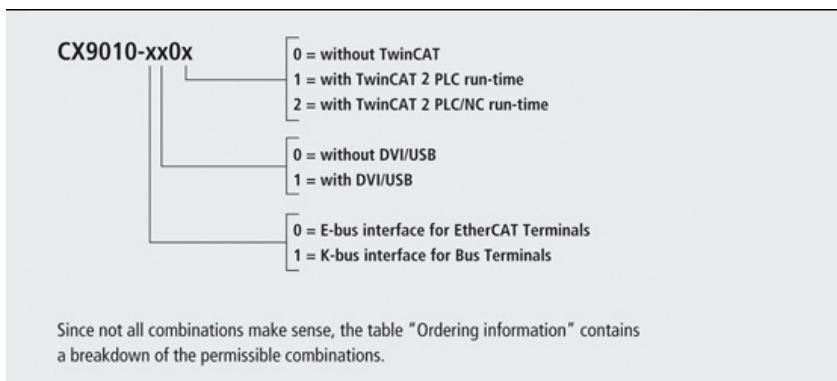 CX9010-xx0x
0 = without TwinCAT
1 = with TwinCAT 2 PLC run-time
2 = with TwinCAT 2 PLC/NC run-time
0 = without DVI/USB
1 = with DVI/USB
0 = E-bus interface for EtherCAT Terminals
1 = K-bus interface for Bus Terminals
Since not all combinations make sense, the table "Ordering information" contains
a breakdown of the permissible combinations.